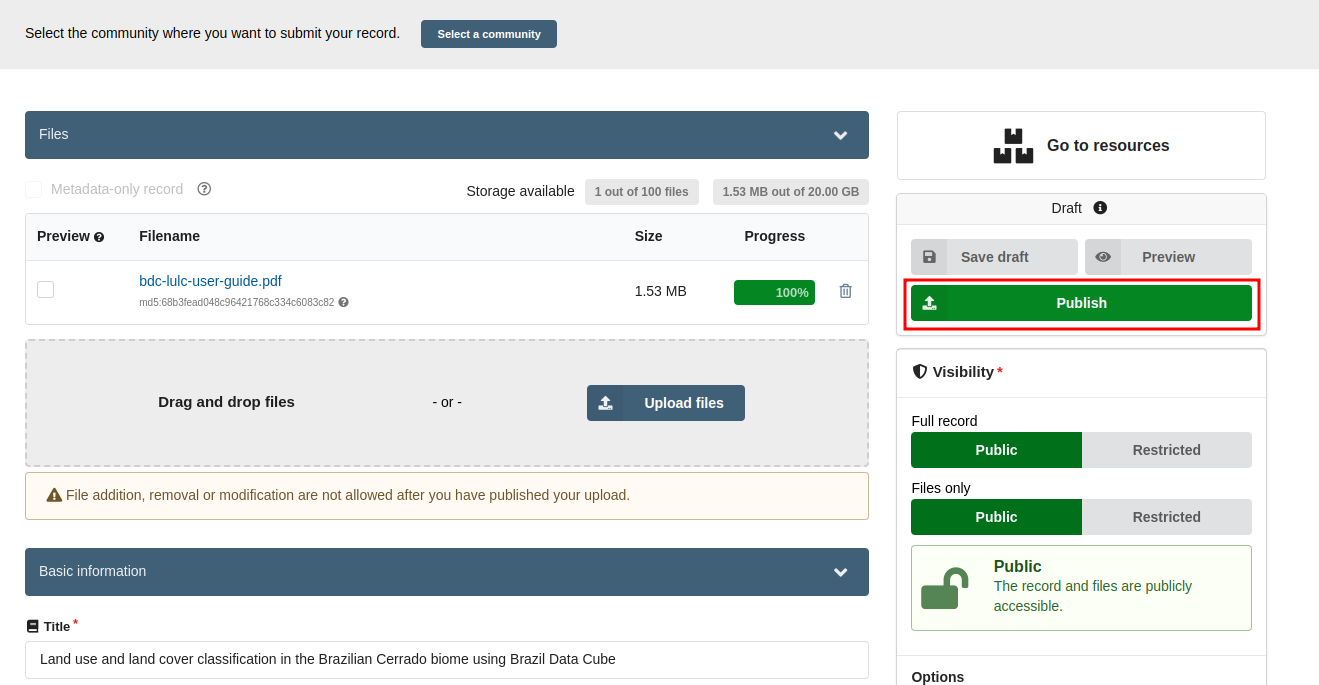 Select the community where you want to submit your record.
Select a community
Files
Metadata-only record
Storage available
1 out of 100 files
1.53 MB out of 20.00 GB
Preview
Filename
Size
Progress
bdc-lulc-user-guide.pdf
1.53 MB
100%
md5:68b3fead048c96421768c334c6083c82
Drag and drop files
- or -
Upload files
File addition, removal or modification are not allowed after you have published your upload.
Basic information
Title *
Land use and land cover classification in the Brazilian Cerrado biome using Brazil Data Cube
Go to resources
Draft
Save draft
Preview
Publish
Visibility *
Full record
Public
Restricted
Files only
Public
Restricted
Public
The record and files are publicly
accessible.
Options